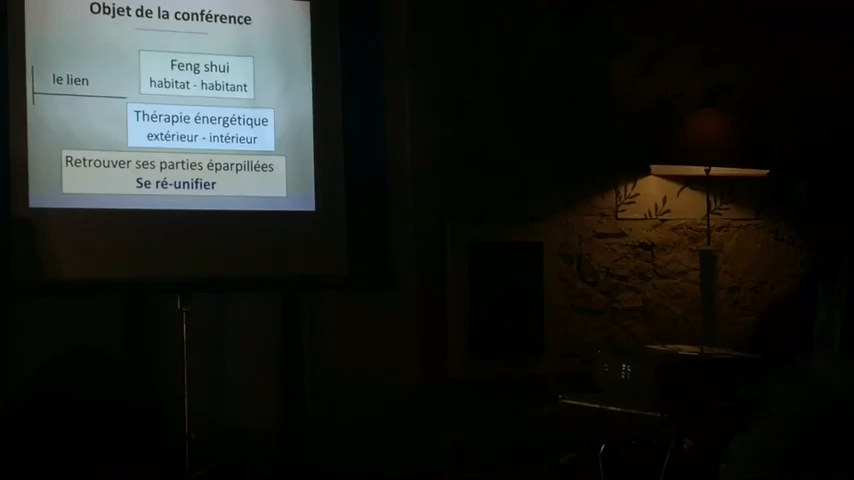 Objet de la conférence
Feng shui
habitat - habitant
le lien
Thérapie énergétique
extérieur - intérieur
Retrouver ses parties éparpillées
Se ré-unifier